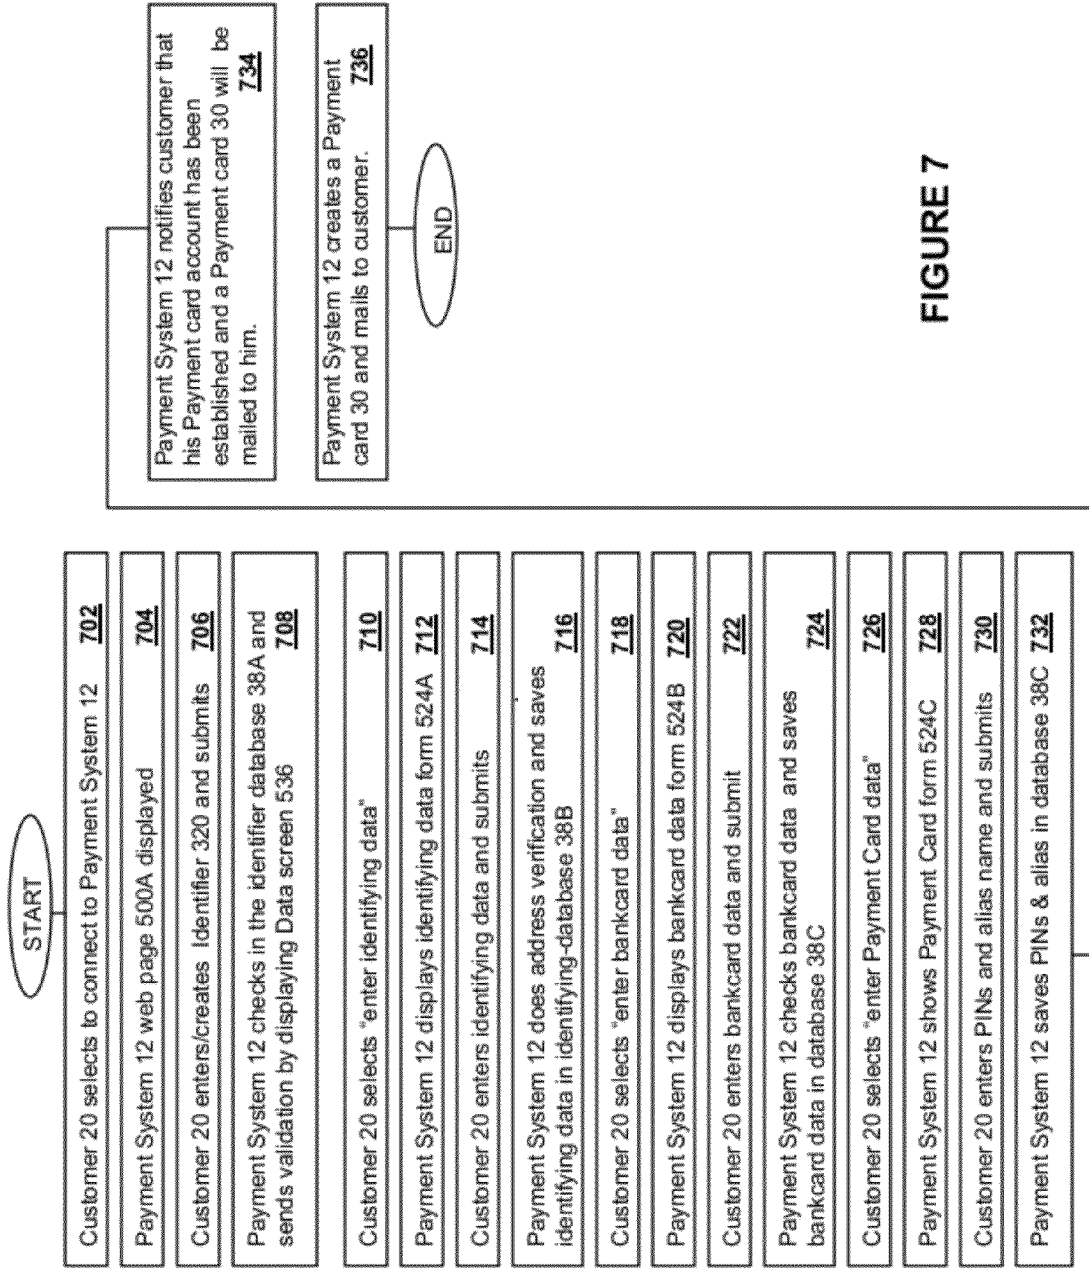 START
Customer 20 selects to connect to Payment System 12 702
Payment System 12 web page 500A displayed 704
Customer 20 enters/creates Identifier 320 and submits 706
Payment System 12 checks in the identifier database 138A and
sends validation by displaying Data screen 536 708
Customer 20 selects "enter identifying data" 710
Payment System 12 displays identifying data form 524A 712
Customer 20 enters identifying data and submits 714
Payment System 12 does address verification and saves
identifying data in identifying-database 38B 716
Customer 20 selects "enter bankcard data" 718
Payment System 12 displays bankcard data form 524B 720
Customer 20 enters bankcard data and submit 722
Payment System 12 checks bankcard data and saves
bankcard data in database 38C 724
Customer 20 selects "enter Payment Card data" 726
Payment System 12 shows Payment Card form 524C 728
Customer 20 enters PINs and alias name and submits 730
Payment System 12 saves PINs & alias in database 38C 732
Payment System 12 notifies customer that
his Payment card account has been
established and a Payment card 30 will be
mailed to him. 734
Payment System 12 creates a Payment
card 30 and mails to customer. 736
END
FIGURE 7